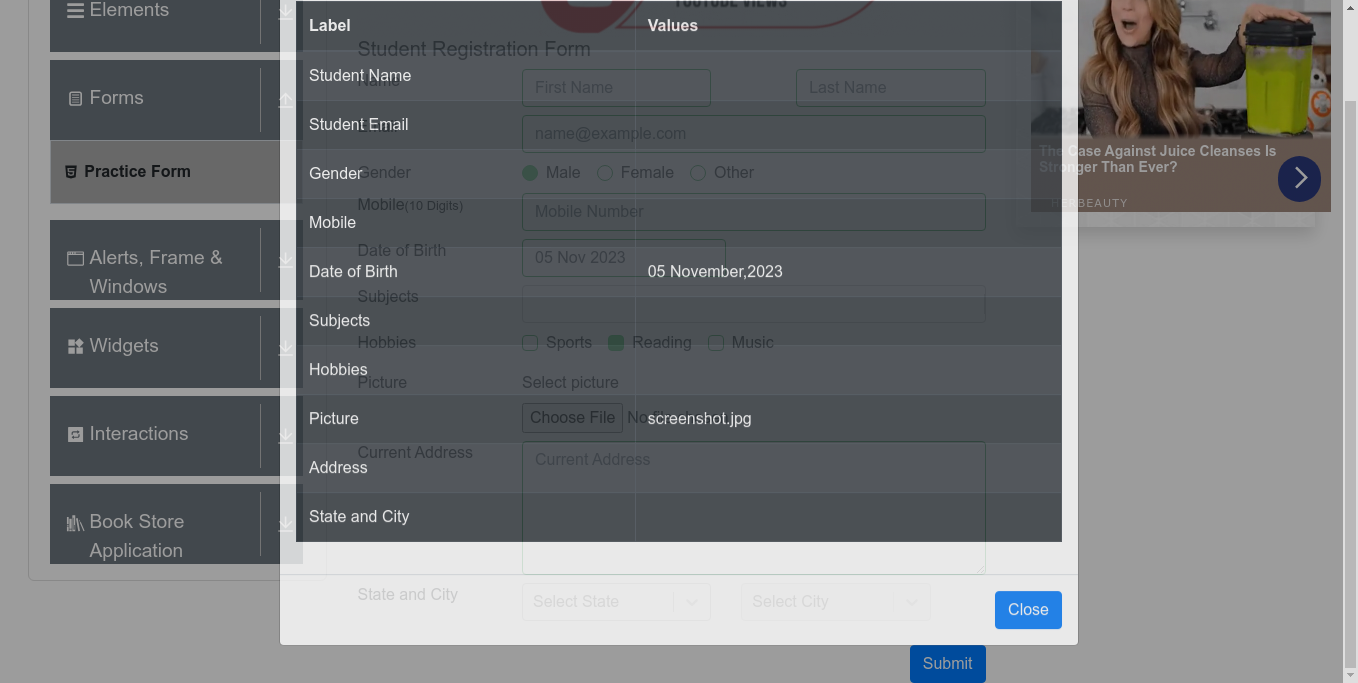 Elements
Forms
Practice Form
Alerts, Frame &
Windows
Widgets
Interactions
Book Store
Application
YOUTUBE VIEWS
Label Values
Student Registration Form
Student Name
Name
First Name Last Name
Student Email
name@example.com
Gender
Gender Male Female Other
Mobile(10 Digits) Mobile Number
Mobile
Date of Birth 05 Nov 2023
Date of Birth 05 November,2023
Subjects
Subjects
Hobbies Sports Reading Music
Hobbies
Picture Select picture
Picture screenshot.jpg
Choose File
Current Address Current Address
Address
State and City
State and City Select State Select City
Close
Submit
The Case Against Juice Cleanses Is
Stronger Than Ever?
HERBEAUTY